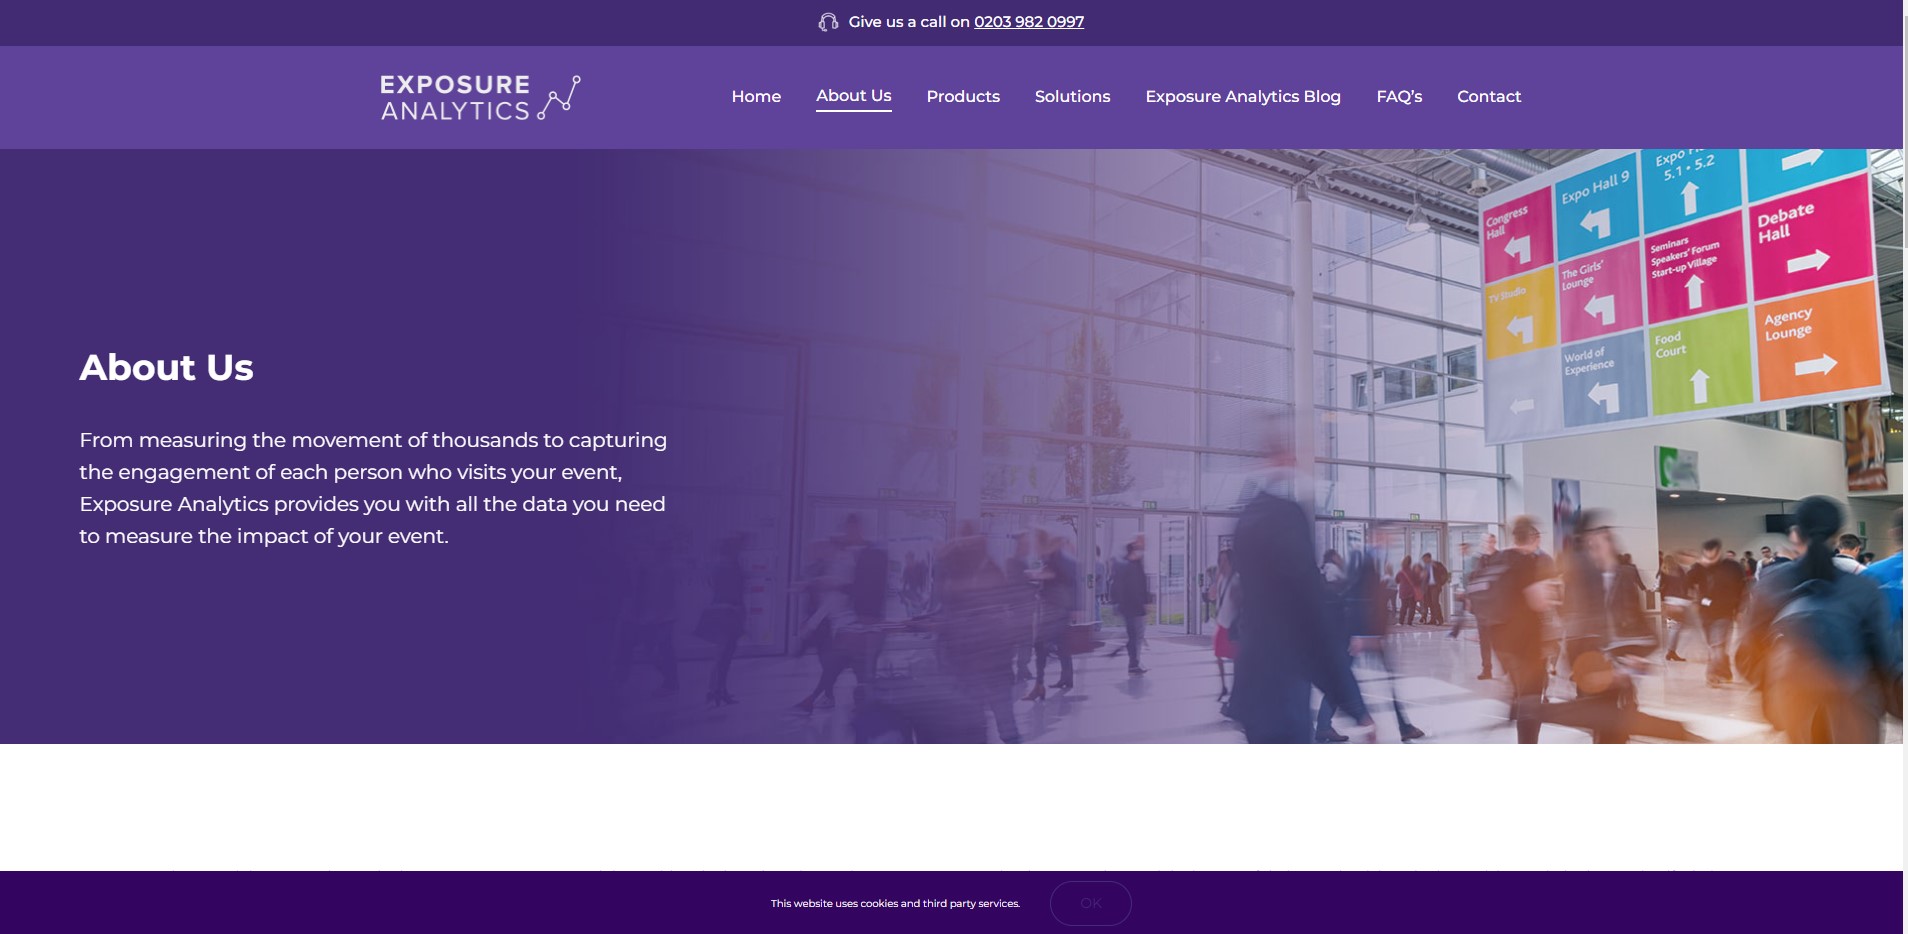 Give us a call on 0203 982 0997
EXPOSURE
ANALYTICS
Home
About Us
Products
Solutions
Exposure Analytics Blog
FAQ’s
Contact
About Us
From measuring the movement of thousands to capturing
the engagement of each person who visits your event,
Exposure Analytics provides you with all the data you need
to measure the impact of your event.
Congress
Hall
Expo Hall 9
Expo
5.1 • 5.2
TV Studio
The Girls'
Lounge
Seminars
Speakers' Forum
Start-up Village
Debate
Hall
World of
Experience
Food
Court
Agency
Lounge
This website uses cookies and third party services.
OK